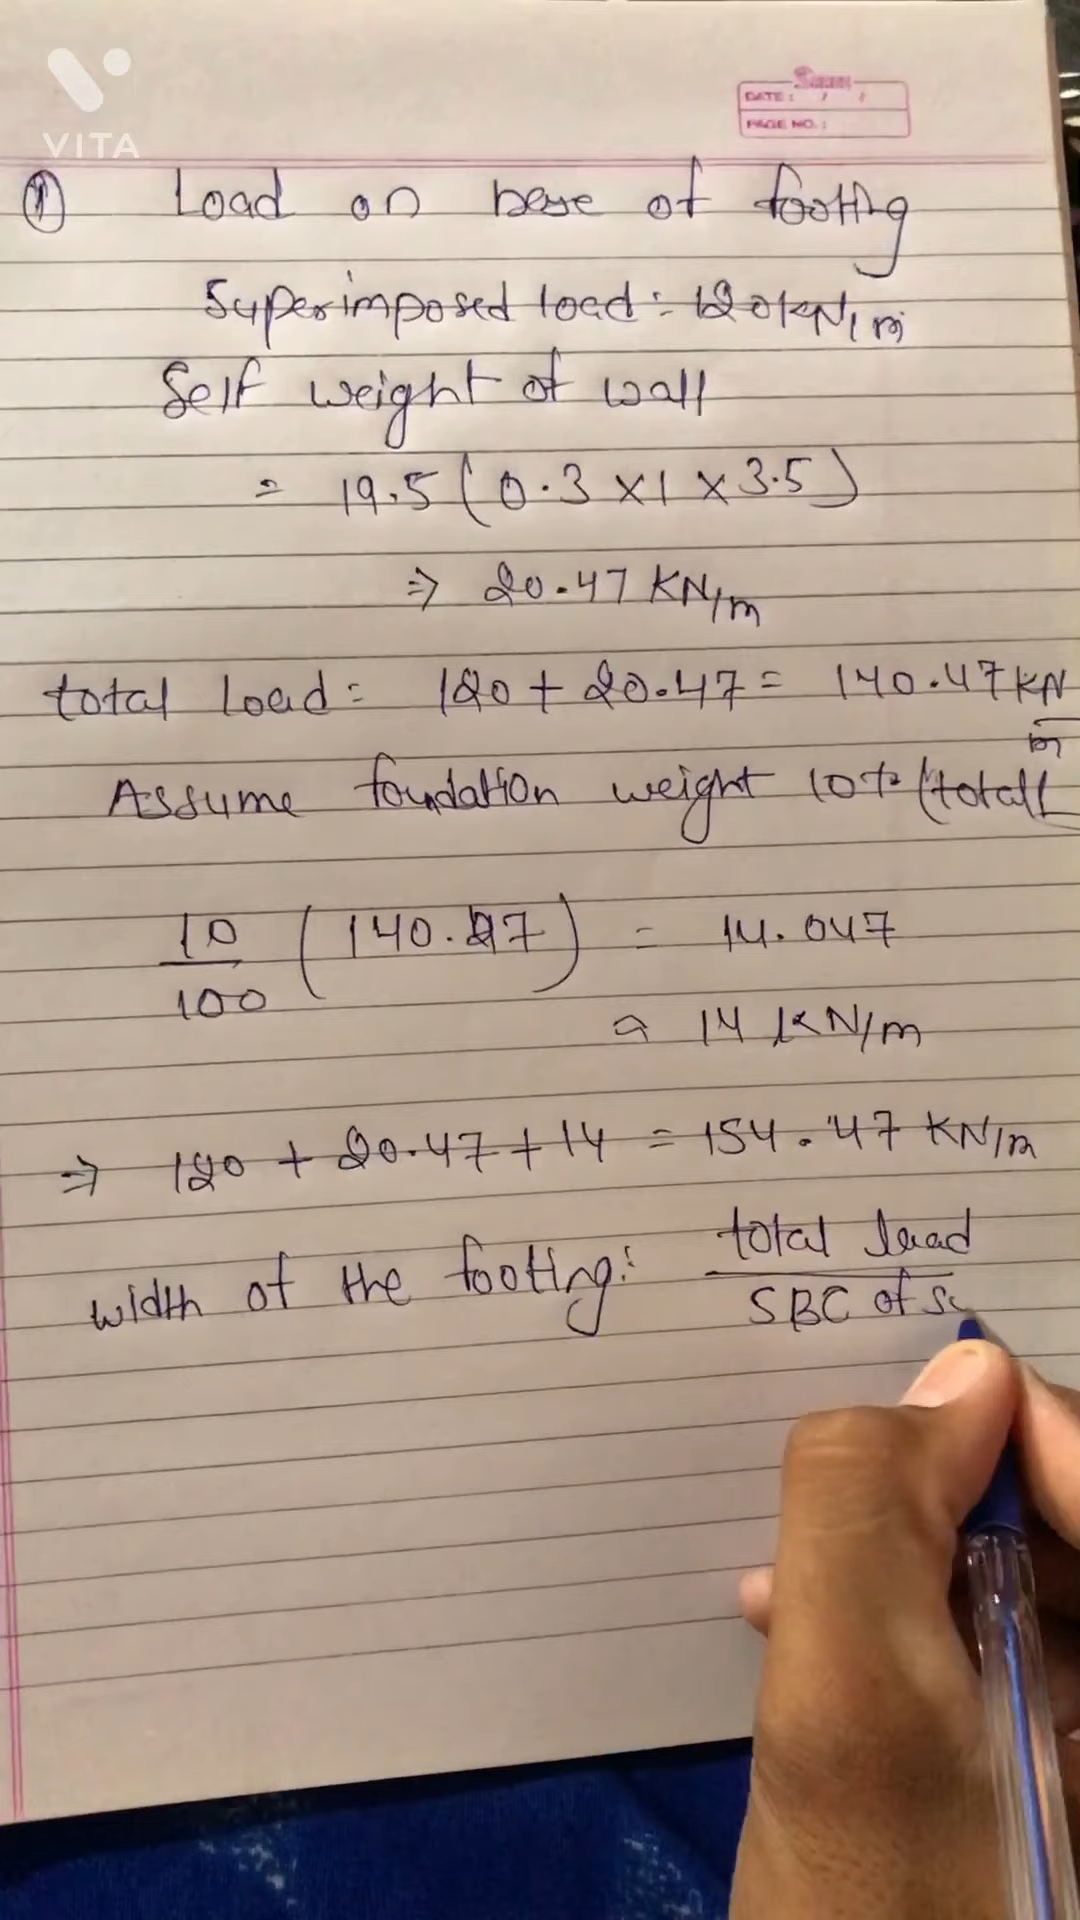 VITA
Saran
DATE: / /
PAGE NO.:
① Load on base of footing
Superimposed load = 120 KN/m
Self weight of wall
= 19.5 (0.3 × 1 × 3.5)
⇒ 20.47 KN/m
total load = 120 + 20.47 = 140.47 KN/m
Assume foundation weight 10% (total
10/100 (140.47) = 14.047
= 14 KN/m
⇒ 120 + 20.47 + 14 = 154.47 KN/m
width of the footing: total load
SBC of